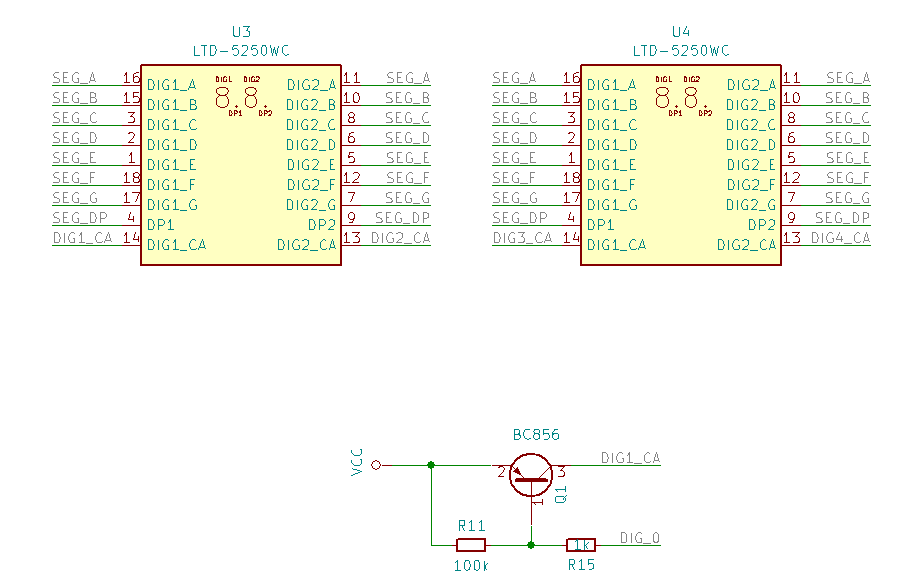 U3
LTD-5250WC
SEG_A 16 DIG1_A DIG1 DIG2 DIG2_A 11 SEG_A
SEG_B 15 DIG1_B 8.8. DIG2_B 10 SEG_B
DP1 DP2
SEG_C 3 DIG1_C DIG2_C 8 SEG_C
SEG_D 2 DIG1_D DIG2_D 6 SEG_D
SEG_E 1 DIG1_E DIG2_E 5 SEG_E
SEG_F 18 DIG1_F DIG2_F 12 SEG_F
SEG_G 17 DIG1_G DIG2_G 7 SEG_G
SEG_DP 4 DP1 DP2 9 SEG_DP
DIG1_CA 14 DIG1_CA DIG2_CA 13 DIG2_CA
U4
LTD-5250WC
SEG_A 16 DIG1_A DIG1 DIG2 DIG2_A 11 SEG_A
SEG_B 15 DIG1_B 8.8. DIG2_B 10 SEG_B
DP1 DP2
SEG_C 3 DIG1_C DIG2_C 8 SEG_C
SEG_D 2 DIG1_D DIG2_D 6 SEG_D
SEG_E 1 DIG1_E DIG2_E 5 SEG_E
SEG_F 18 DIG1_F DIG2_F 12 SEG_F
SEG_G 17 DIG1_G DIG2_G 7 SEG_G
SEG_DP 4 DP1 DP2 9 SEG_DP
DIG3_CA 14 DIG1_CA DIG2_CA 13 DIG4_CA
BC856
VCC 2 3 DIG1_CA
1 Q1
R11 1k DIG_0
100k R15